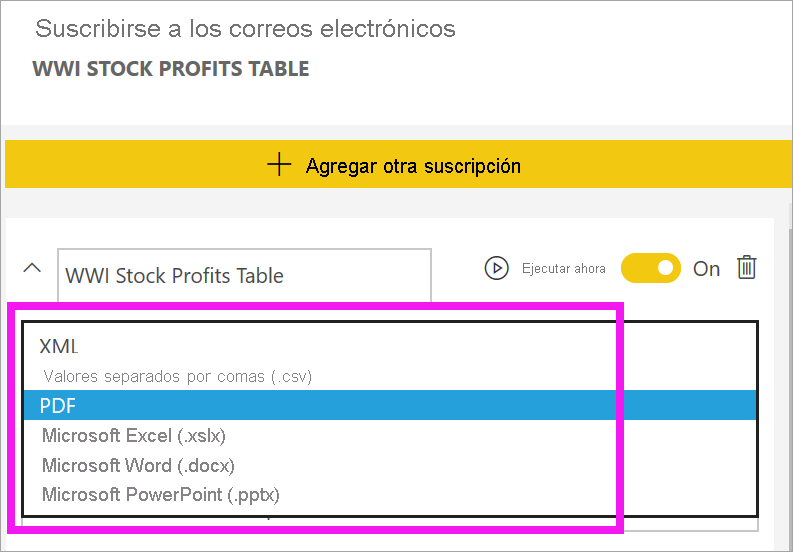 Suscribirse a los correos electrónicos
WWI STOCK PROFITS TABLE
Agregar otra suscripción
WWI Stock Profits Table
Ejecutar ahora
On
XML
Valores separados por comas (.csv)
PDF
Microsoft Excel (.xslx)
Microsoft Word (.docx)
Microsoft PowerPoint (.pptx)